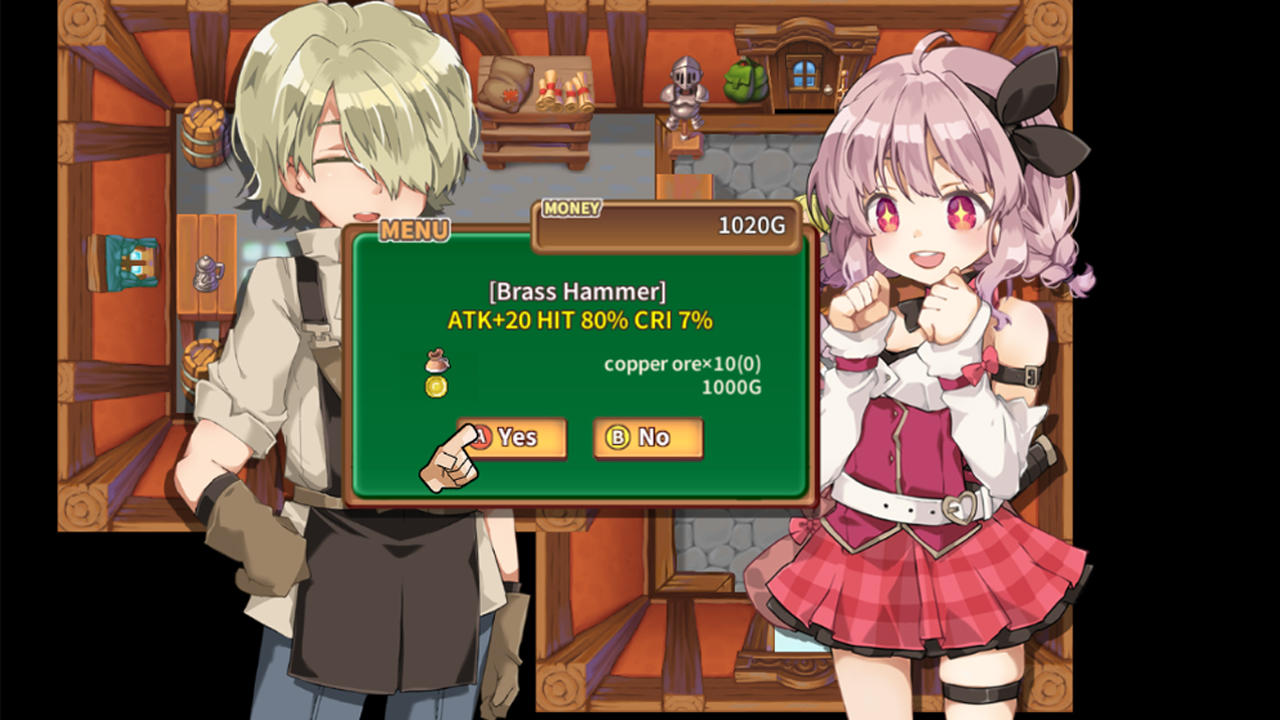 MONEY
1020G
MENU
[Brass Hammer]
ATK+20 HIT 80% CRI 7%
copper ore×10(0)
1000G
A Yes
B No